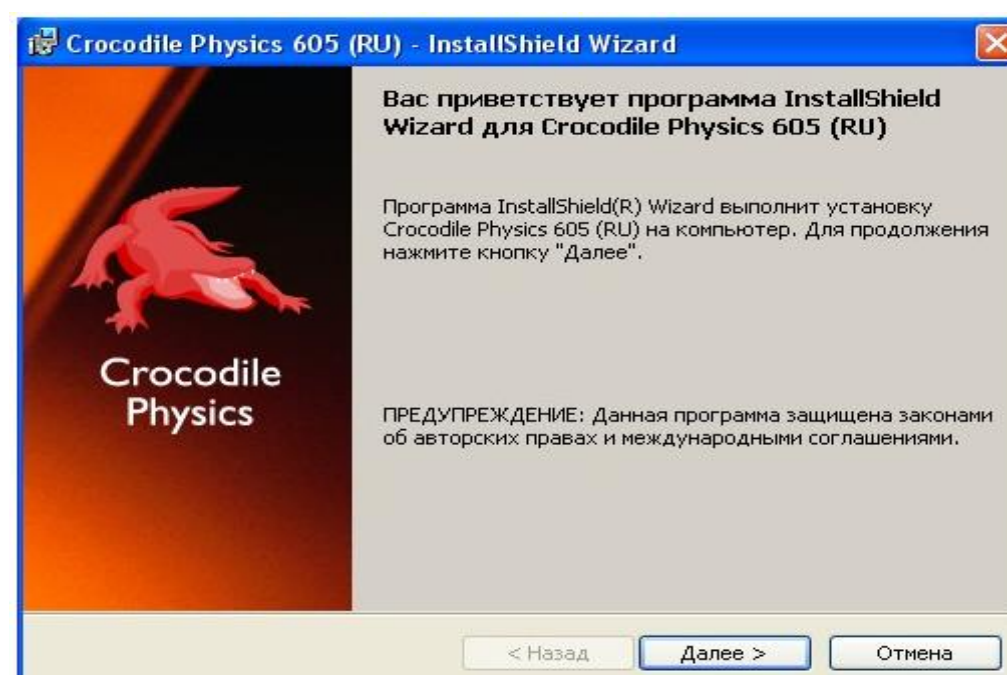 Crocodile Physics 605 (RU) - InstallShield Wizard
Вас приветствует программа InstallShield
Wizard для Crocodile Physics 605 (RU)
Программа InstallShield(R) Wizard выполнит установку
Crocodile Physics 605 (RU) на компьютер. Для продолжения
нажмите кнопку "Далее".
Crocodile
Physics
ПРЕДУПРЕЖДЕНИЕ: Данная программа защищена законами
об авторских правах и международными соглашениями.
< Назад Далее > Отмена